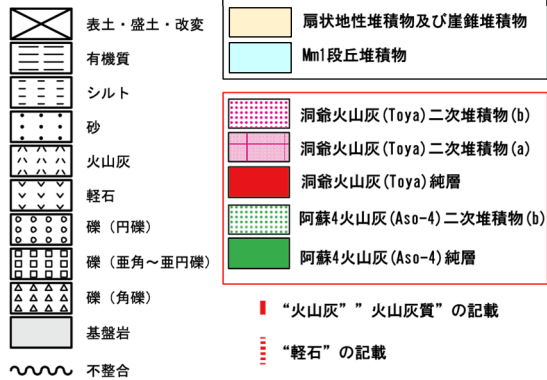 表土・盛土・改変
有機質
シルト
砂
火山灰
軽石
礫（円礫）
礫（亜角～亜円礫）
礫（角礫）
基盤岩
不整合
扇状地性堆積物及び崖錐堆積物
Mm1段丘堆積物
洞爺火山灰(Toya)二次堆積物(b)
洞爺火山灰(Toya)二次堆積物(a)
洞爺火山灰(Toya)純層
阿蘇4火山灰(Aso-4)二次堆積物(b)
阿蘇4火山灰(Aso-4)純層
“火山灰””火山灰質”の記載
“軽石”の記載